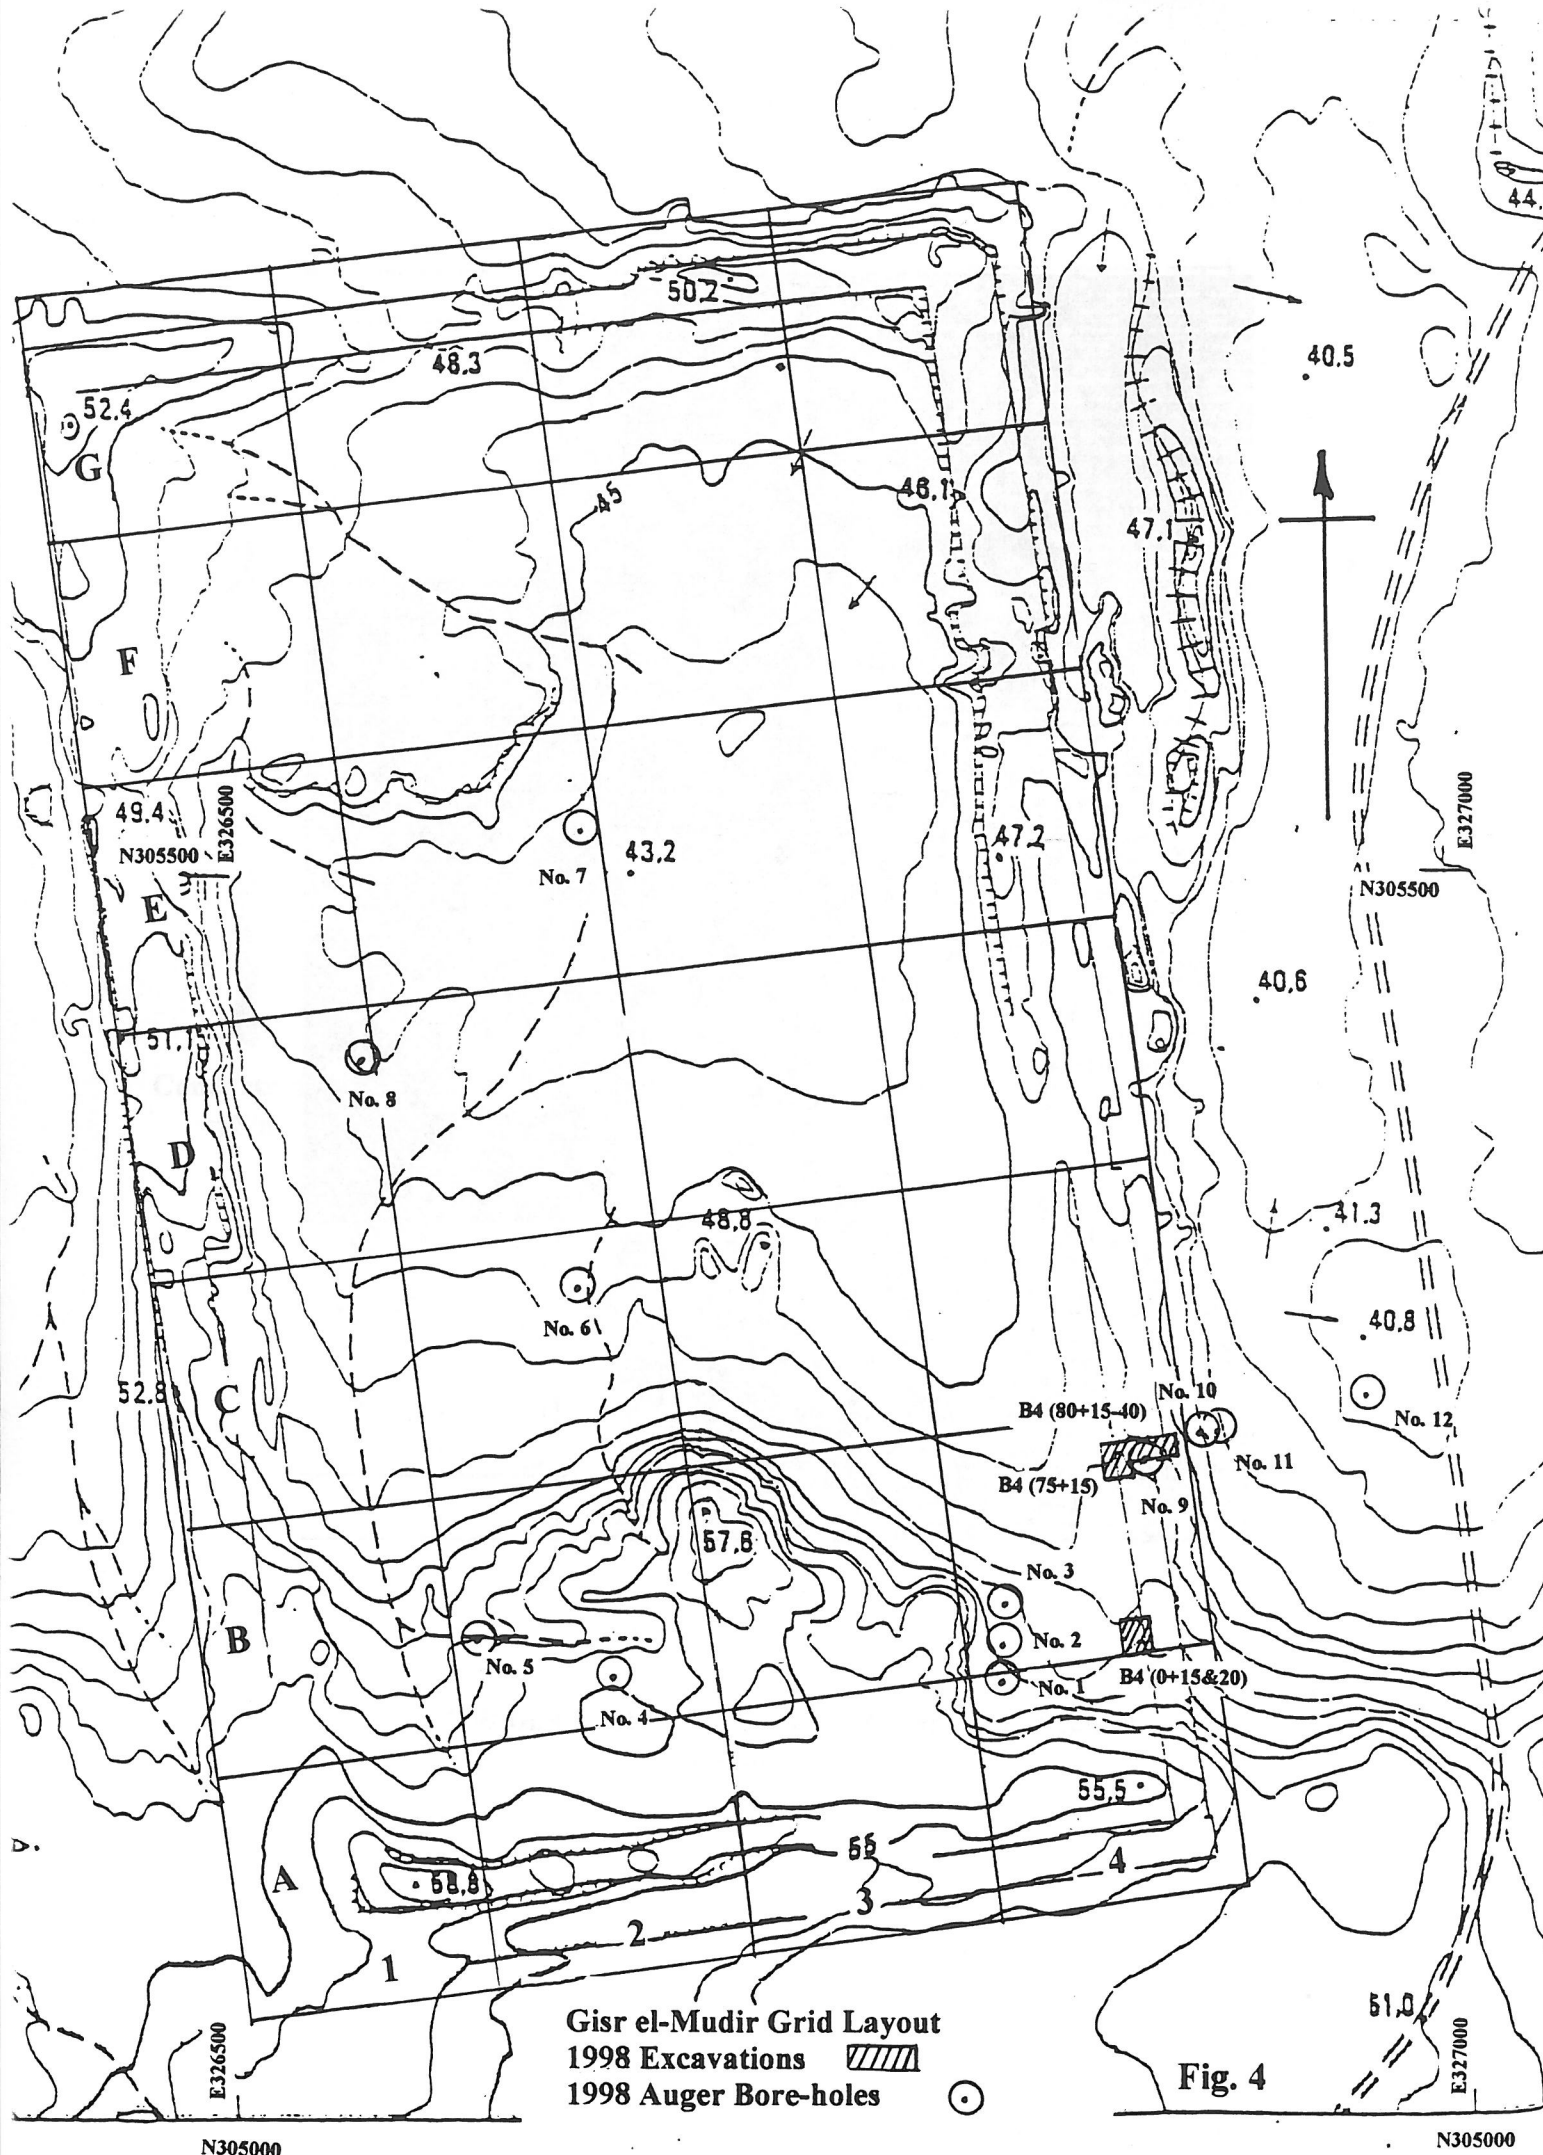 44.
50.2
48.3
40.5
52.4
G
45
46.1
47.1
F
49.4
E326500
E327000
47.2
N305500
43.2
No. 7
N305500
E
40.6
51.1
No. 8
D
48.8
41.3
No. 6
40.8
52.8
C
No. 10
B4 (80+15-40)
No. 12
No. 11
B4 (75+15)
No. 9
57.6
No. 3
B
No. 2
No. 5
B4 (0+15&20)
No. 1
No. 4
55.5
55
A
4
3
2
1
51.0
Gisr el-Mudir Grid Layout
1998 Excavations
1998 Auger Bore-holes
Fig. 4
E326500
E327000
N305000
N305000